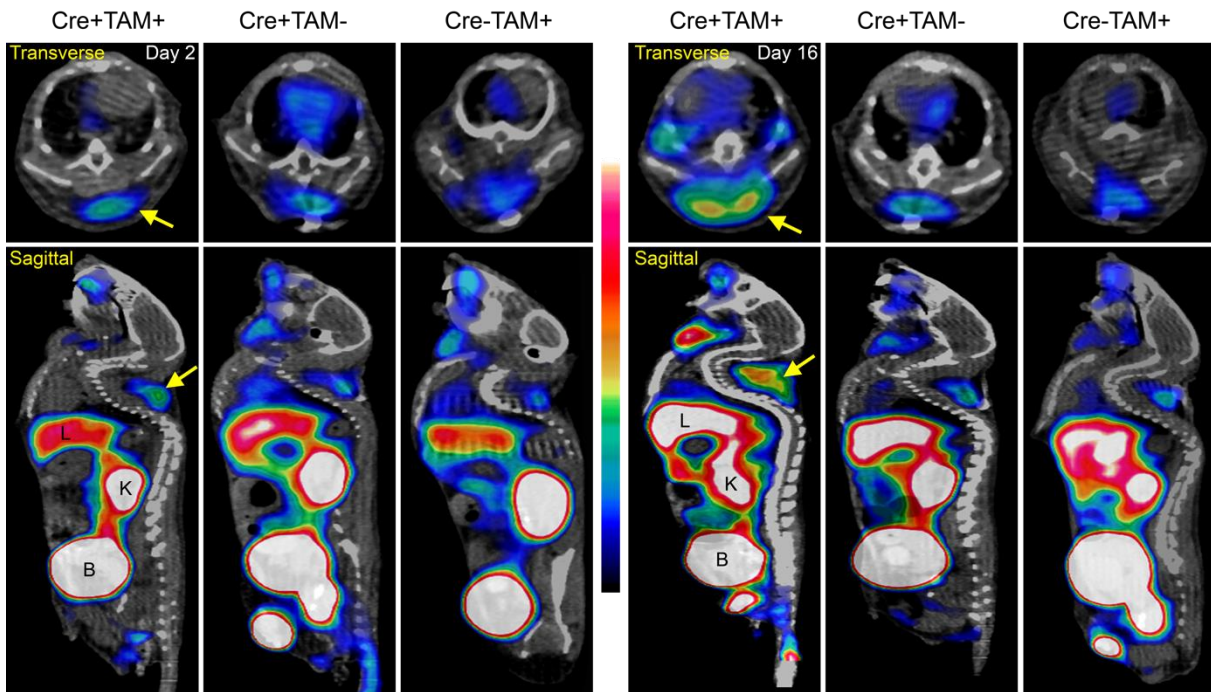 Cre+TAM+ Cre+TAM- Cre-TAM+ Cre+TAM+ Cre+TAM- Cre-TAM+
Transverse Day 2 Transverse Day 16
Sagittal Sagittal
L L
K K
B B